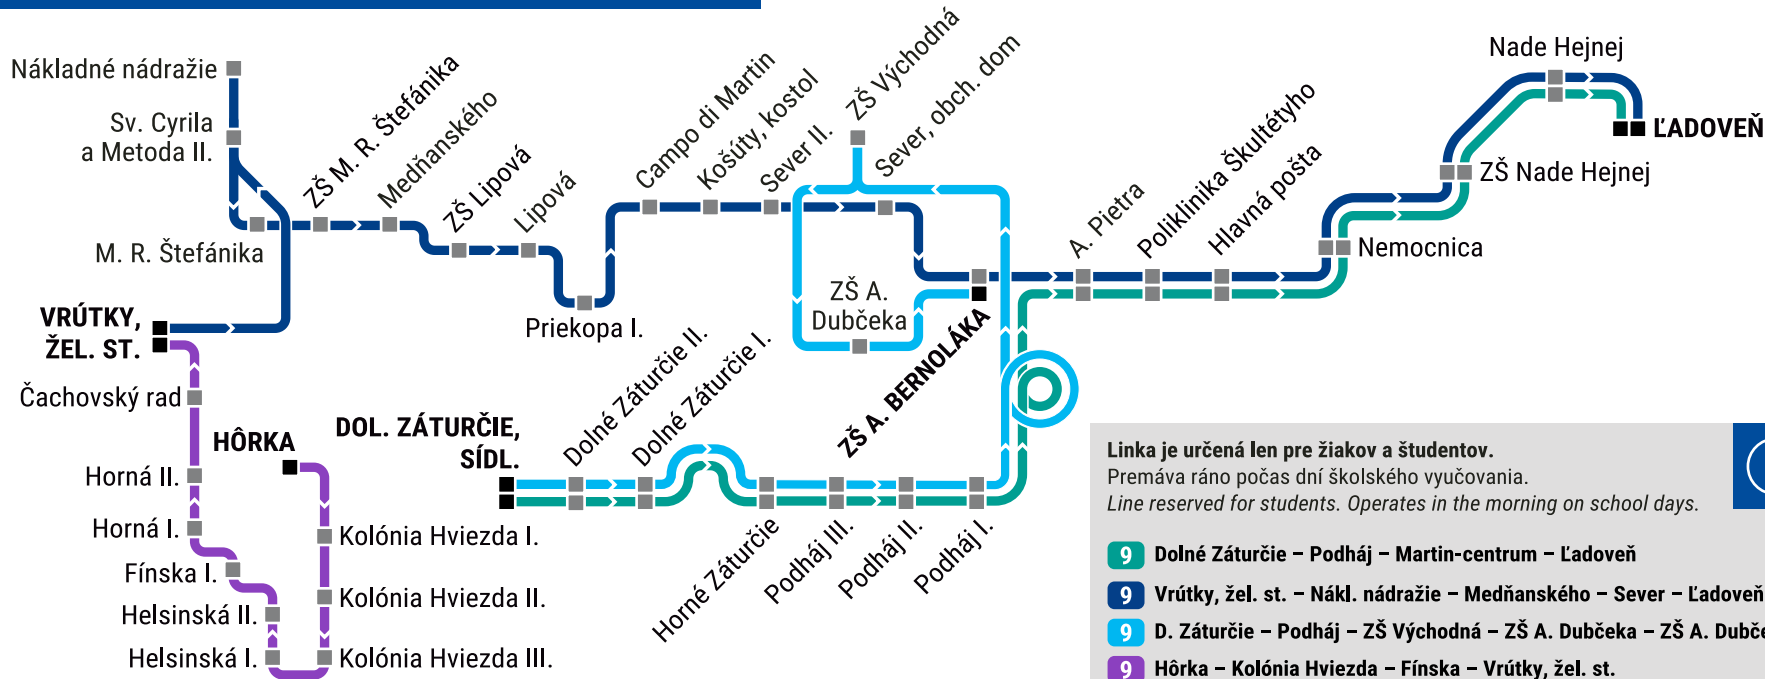 Nákladné nádražie
Sv. Cyrila
a Metoda II.
M. R. Štefánika
ZŠ M. R. Štefánika
Medňanského
ZŠ Lipová
Lipová
Priekopa I.
Campo di Martin
Košúty, kostol
Sever II.
ZŠ Východná
Sever, obch. dom
ZŠ A.
Dubčeka
A. Pietra
Poliklinika Škultétyho
Hlavná pošta
Nemocnica
ZŠ Nade Hejnej
Nade Hejnej
ĽADOVEŇ
VRÚTKY,
ŽEL. ST.
Čachovský rad
Horná II.
Horná I.
Fínska I.
Helsinská II.
Helsinská I.
HÔRKA
Kolónia Hviezda I.
Kolónia Hviezda II.
Kolónia Hviezda III.
DOL. ZÁTURČIE,
SÍDL.
Dolné Záturčie II.
Dolné Záturčie I.
Horné Záturčie
Podháj III.
Podháj II.
Podháj I.
ZŠ A. BERNOLÁKA
Linka je určená len pre žiakov a študentov.
Premáva ráno počas dní školského vyučovania.
Line reserved for students. Operates in the morning on school days.
9 Dolné Záturčie – Podháj – Martin-centrum – Ľadoveň
9 Vrútky, žel. st. – Nákl. nádražie – Medňanského – Sever – Ľadoveň
9 D. Záturčie – Podháj – ZŠ Východná – ZŠ A. Dubčeka – ZŠ A. Dubče
9 Hôrka – Kolónia Hviezda – Fínska – Vrútky, žel. st.